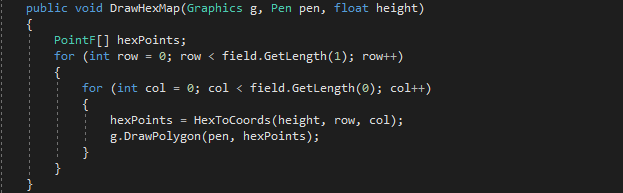 public void DrawHexMap(Graphics g, Pen pen, float height)
{
PointF[] hexPoints;
for (int row = 0; row < field.GetLength(1); row++)
{
for (int col = 0; col < field.GetLength(0); col++)
{
hexPoints = HexToCoords(height, row, col);
g.DrawPolygon(pen, hexPoints);
}
}
}